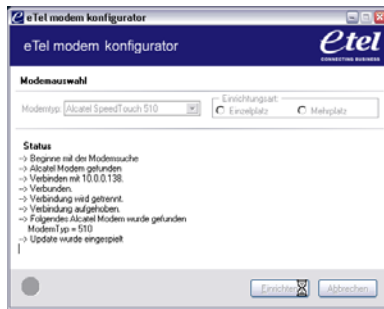 eTel modem konfigurator
eTel modem konfigurator
etel
CONNECTING BUSINESS
Modemauswahl
Modemtyp: Alcatel SpeedTouch 510
Einrichtungsart:
Einzelplatz Mehrplatz
Status
-> Beginne mit der Modemsuche
-> Alcatel Modem gefunden
-> Verbinden mit 10.0.0.138.
-> Verbunden.
-> Verbindung wird getrennt.
-> Verbindung aufgehoben.
-> Folgendes Alcatel Modem wurde gefunden
ModemTyp = 510
-> Update wurde eingespielt
Einrichten Abbrechen